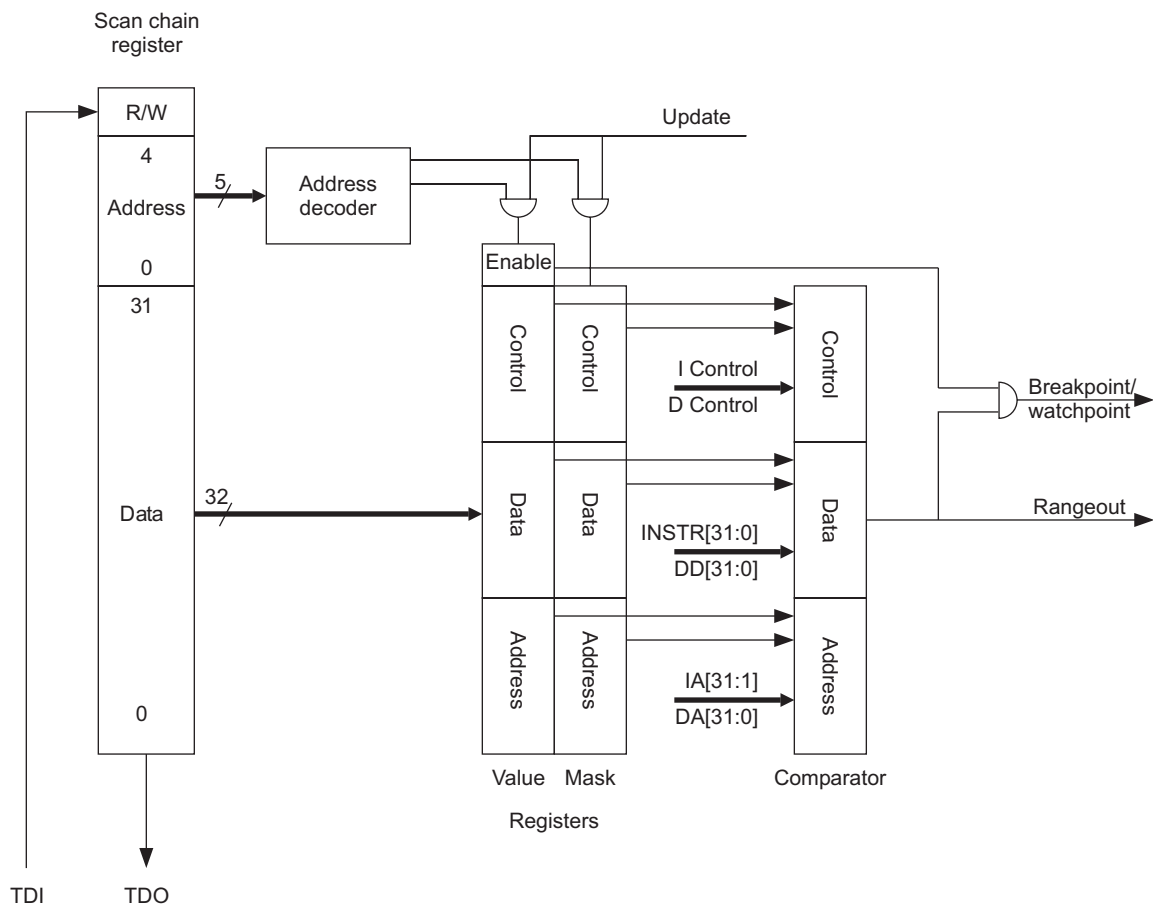 Scan chain
register
R/W
4
Address
0
31
Data
0
TDI
TDO
5
Address
decoder
32
Update
Enable
Control
Control
Data
Data
Address
Address
Value
Mask
Registers
I Control
D Control
INSTR[31:0]
DD[31:0]
IA[31:1]
DA[31:0]
Control
Data
Address
Comparator
Breakpoint/
watchpoint
Rangeout